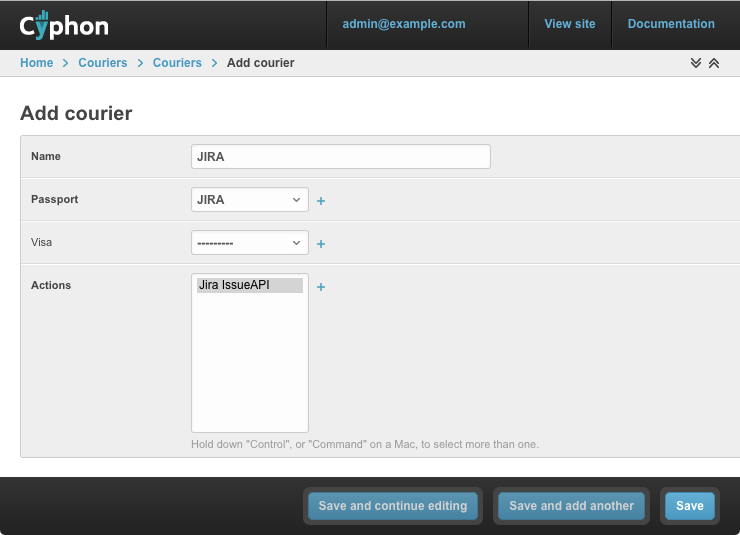 Cyphon admin@example.com View site Documentation
Home > Couriers > Couriers > Add courier
Add courier
Name JIRA
Passport JIRA +
Visa --------- +
Actions Jira IssueAPI +
Hold down "Control", or "Command" on a Mac, to select more than one.
Save and continue editing Save and add another Save